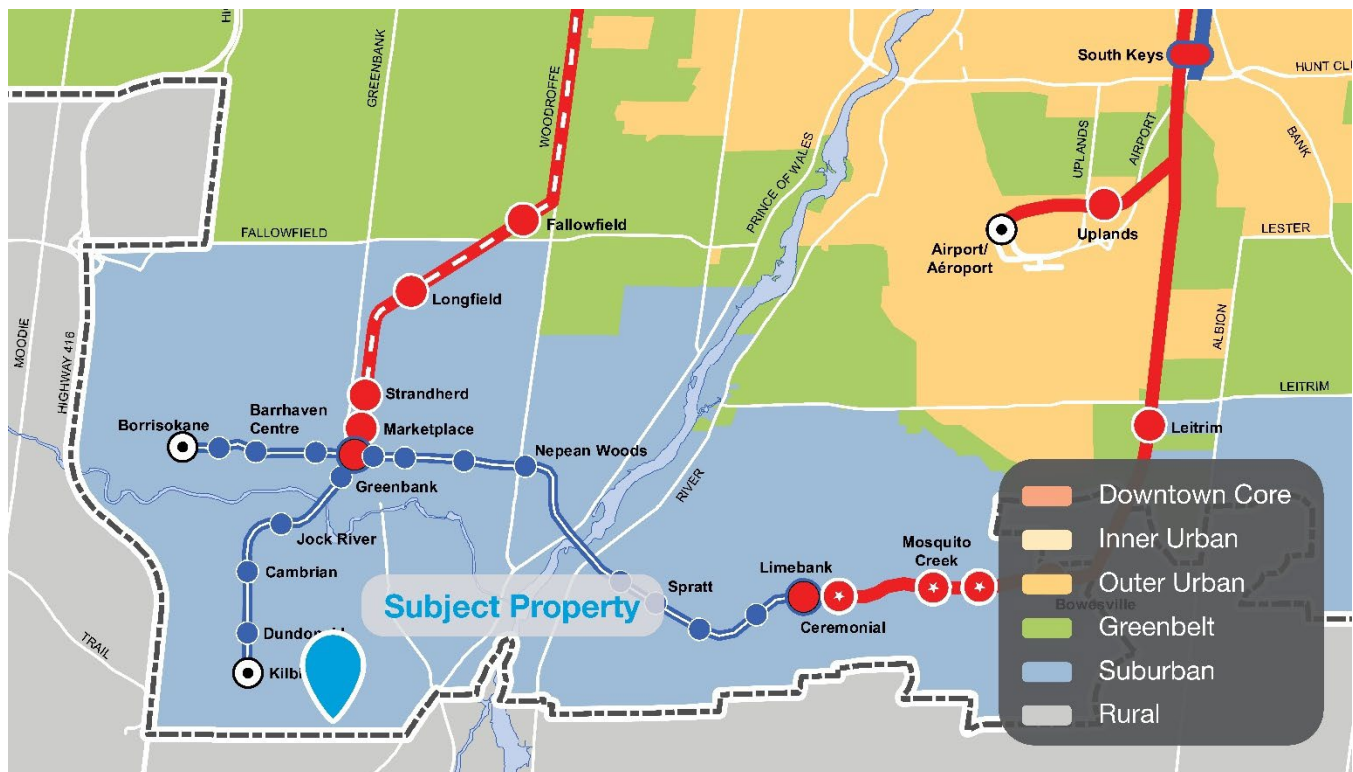 HI
GREENBANK
WOODROFFE
South Keys
HUNT CLU
BANK
UPLANDS
AIRPORT
PRINCE OF WALES
Fallowfield
FALLOWFIELD
Airport/
Aéroport
Uplands
LESTER
Longfield
MOODIE
HIGHWAY 416
ALBION
LEITRIM
Strandherd
Borrisokane
Barrhaven
Centre
Marketplace
Leitrim
Nepean Woods
Greenbank
RIVER
Jock River
Cambrian
Limebank
Mosquito
Creek
Spratt
Subject Property
Ceremonial
Bowesville
TRAIL
Downtown Core
Inner Urban
Outer Urban
Greenbelt
Suburban
Rural